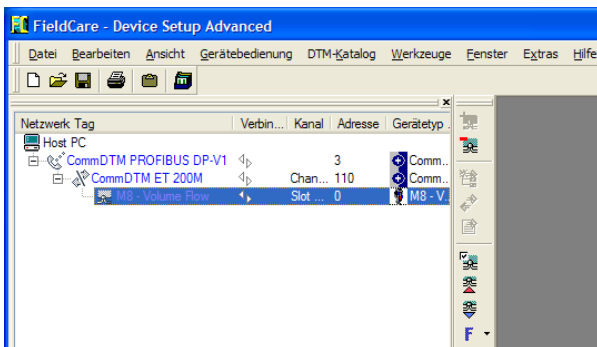 FieldCare - Device Setup Advanced
Datei Bearbeiten Ansicht Gerätebedienung DTM-Katalog Werkzeuge Fenster Extras Hilfe
Netzwerk Tag Verbin... Kanal Adresse Gerätetyp
Host PC
CommDTM PROFIBUS DP-V1 3 Comm..
CommDTM ET 200M Chan... 110 Comm..
M8 - Volume Flow Slot ... 0 M8 - V..
F